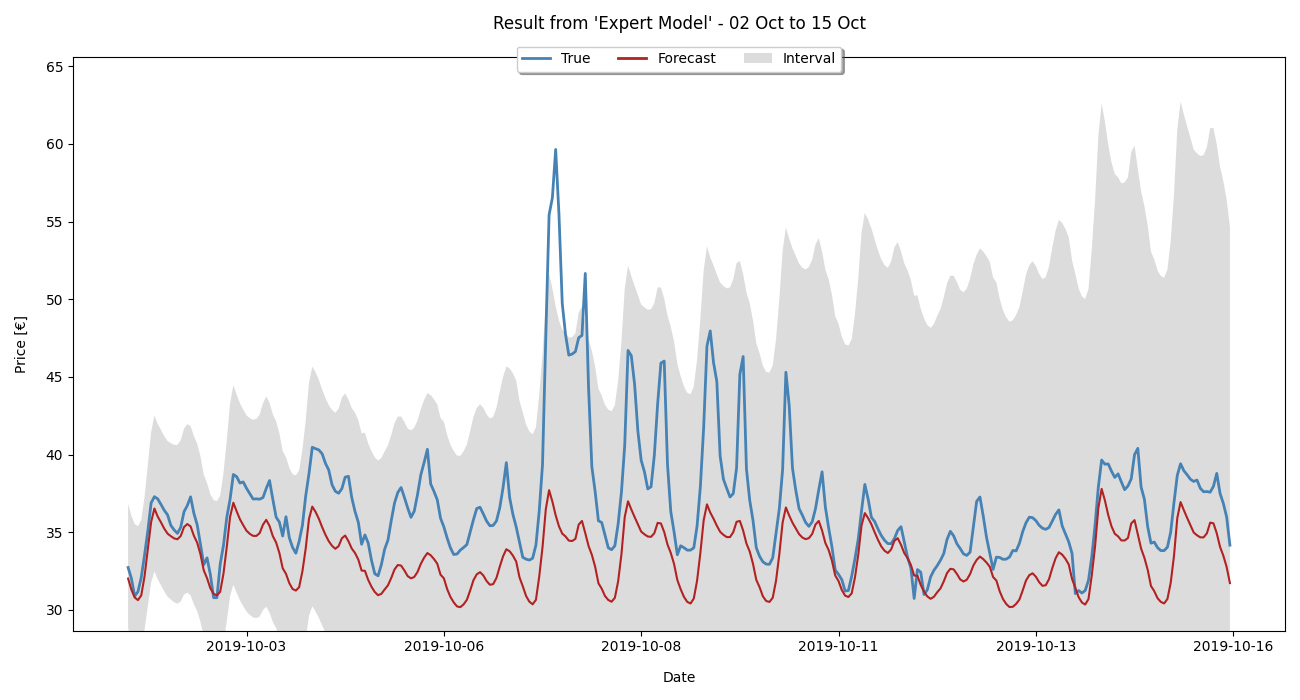 Result from 'Expert Model' - 02 Oct to 15 Oct
True Forecast Interval
65
60
55
50
45
40
35
30
Price [€]
2019-10-03 2019-10-06 2019-10-08 2019-10-11 2019-10-13 2019-10-16
Date